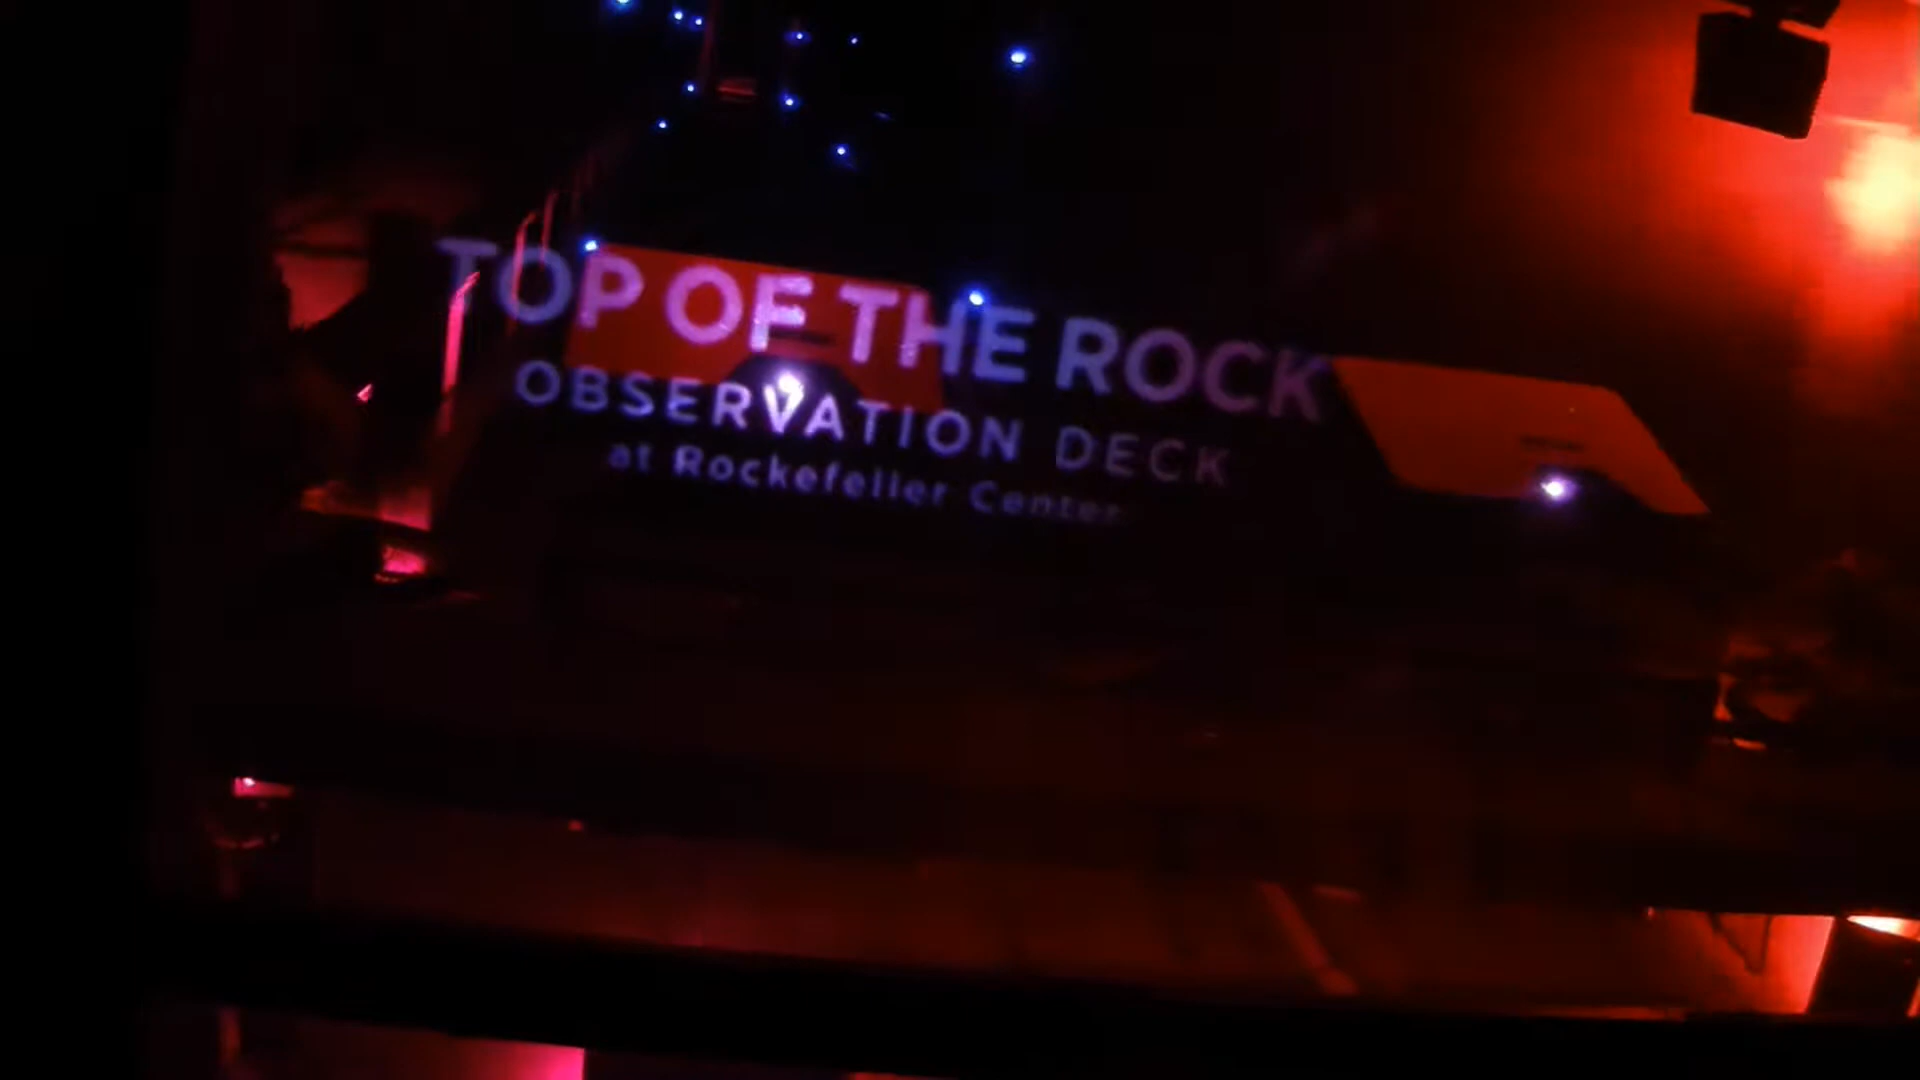 TOP OF THE ROCK
OBSERVATION DECK
at Rockefeller Center